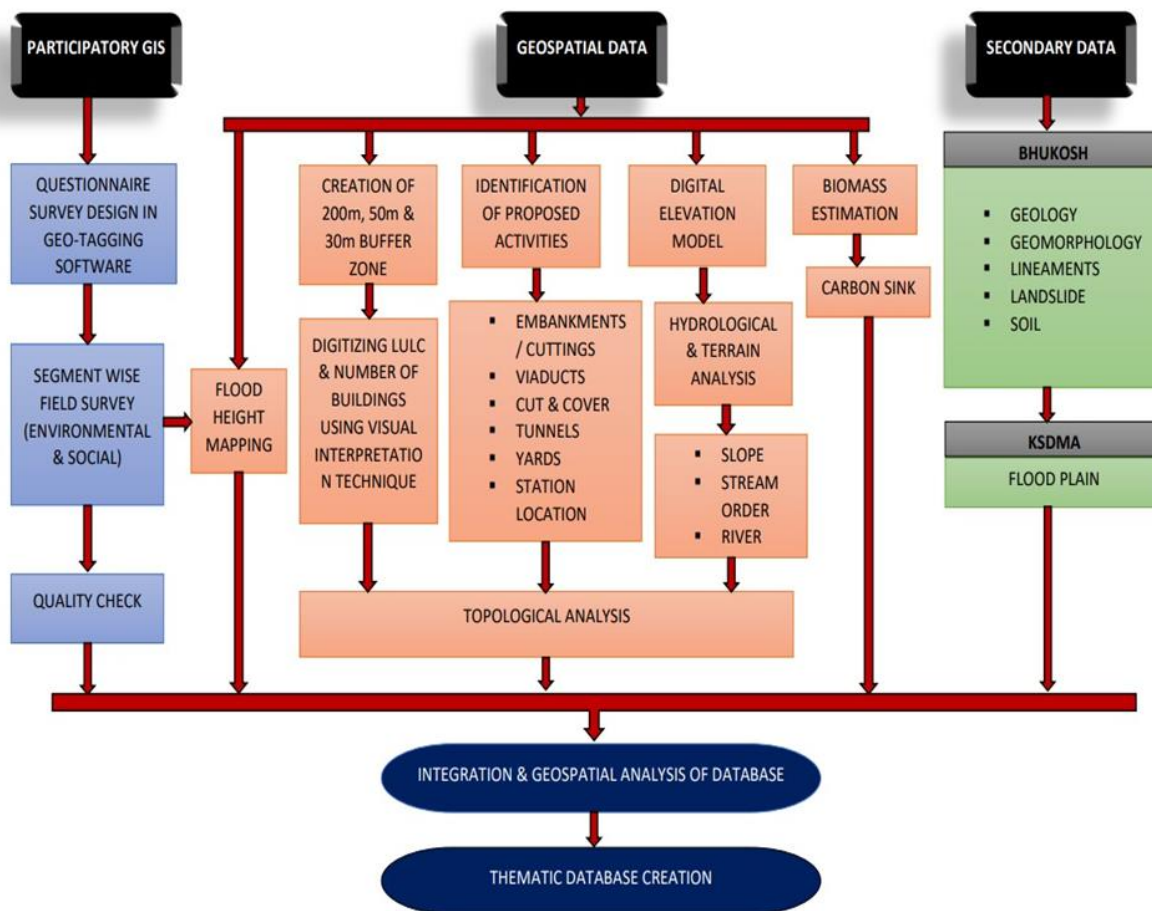 PARTICIPATORY GIS
QUESTIONNAIRE
SURVEY DESIGN IN
GEO-TAGGING
SOFTWARE
SEGMENT WISE
FIELD SURVEY
(ENVIRONMENTAL
& SOCIAL)
QUALITY CHECK
GEOSPATIAL DATA
FLOOD
HEIGHT
MAPPING
CREATION OF
200m, 50m &
30m BUFFER
ZONE
DIGITIZING LULC
& NUMBER OF
BUILDINGS
USING VISUAL
INTERPRETATIO
N TECHNIQUE
IDENTIFICATION
OF PROPOSED
ACTIVITIES
▪ EMBANKMENTS
/ CUTTINGS
▪ VIADUCTS
▪ CUT & COVER
▪ TUNNELS
▪ YARDS
▪ STATION
LOCATION
DIGITAL
ELEVATION
MODEL
HYDROLOGICAL
& TERRAIN
ANALYSIS
▪ SLOPE
▪ STREAM
ORDER
▪ RIVER
BIOMASS
ESTIMATION
CARBON SINK
TOPOLOGICAL ANALYSIS
SECONDARY DATA
BHUKOSH
▪ GEOLOGY
▪ GEOMORPHOLOGY
▪ LINEAMENTS
▪ LANDSLIDE
▪ SOIL
KSDMA
FLOOD PLAIN
INTEGRATION & GEOSPATIAL ANALYSIS OF DATABASE
THEMATIC DATABASE CREATION